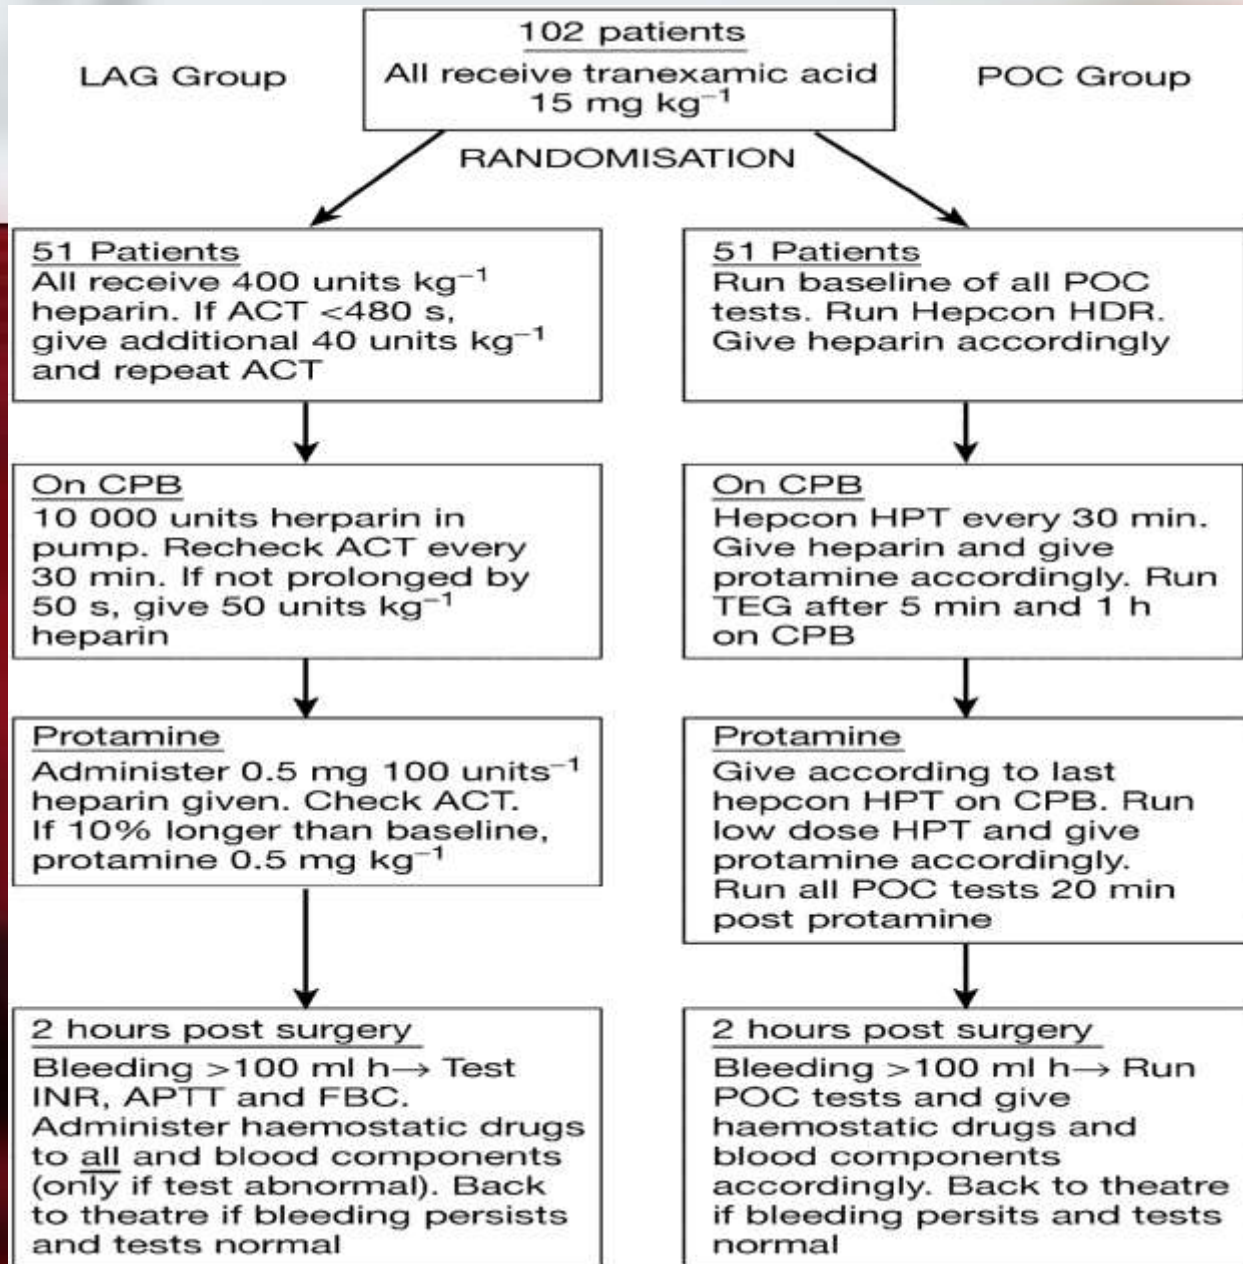 102 patients
All receive tranexamic acid
15 mg kg⁻¹
LAG Group
POC Group
RANDOMISATION
51 Patients
All receive 400 units kg⁻¹
heparin. If ACT <480 s,
give additional 40 units kg⁻¹
and repeat ACT
51 Patients
Run baseline of all POC
tests. Run Hepcon HDR.
Give heparin accordingly
On CPB
10 000 units herparin in
pump. Recheck ACT every
30 min. If not prolonged by
50 s, give 50 units kg⁻¹
heparin
On CPB
Hepcon HPT every 30 min.
Give heparin and give
protamine accordingly. Run
TEG after 5 min and 1 h
on CPB
Protamine
Administer 0.5 mg 100 units⁻¹
heparin given. Check ACT.
If 10% longer than baseline,
protamine 0.5 mg kg⁻¹
Protamine
Give according to last
hepcon HPT on CPB. Run
low dose HPT and give
protamine accordingly.
Run all POC tests 20 min
post protamine
2 hours post surgery
Bleeding >100 ml h→ Test
INR, APTT and FBC.
Administer haemostatic drugs
to all and blood components
(only if test abnormal). Back
to theatre if bleeding persists
and tests normal
2 hours post surgery
Bleeding >100 ml h→ Run
POC tests and give
haemostatic drugs and
blood components
accordingly. Back to theatre
if bleeding persits and tests
normal